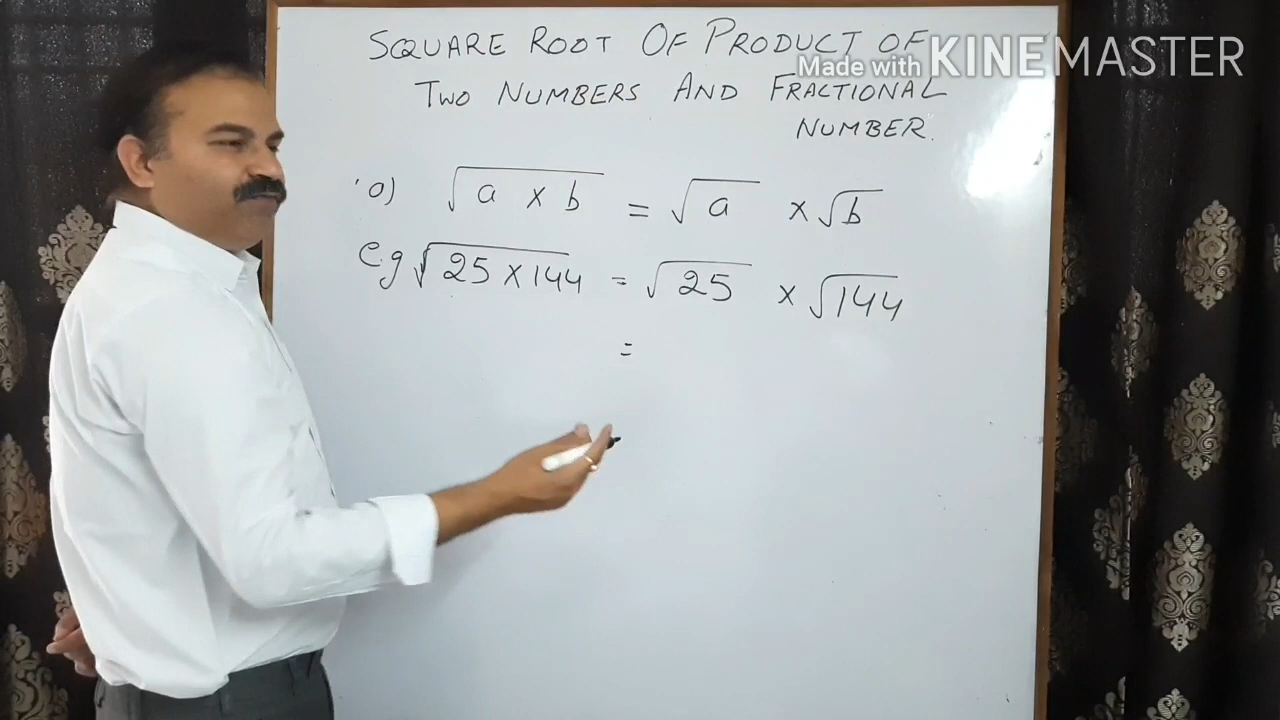 SQUARE ROOT OF PRODUCT OF
Made with KINEMASTER
TWO NUMBERS AND FRACTIONAL
NUMBER.
a) √a x b = √a x √b
e.g √25 x 144 = √25 x √144
=